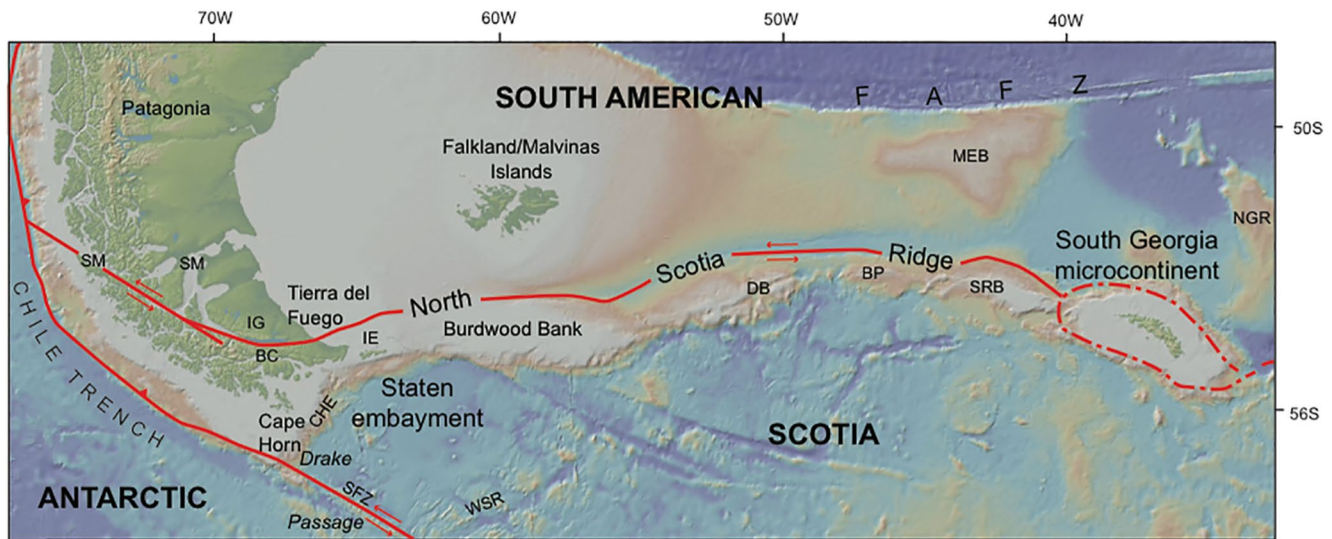 70W
60W
50W
40W
SOUTH AMERICAN
F A F Z
Patagonia
50S
Falkland/Malvinas
Islands
MEB
NGR
South Georgia
microcontinent
SM
SM
North Scotia Ridge
DB
BP
SRB
Tierra del
Fuego
IG
BC
IE
Burdwood Bank
CHILE TRENCH
Staten
embayment
CHE
Cape
Horn
56S
SCOTIA
Drake
Passage
SFZ
WSR
ANTARCTIC